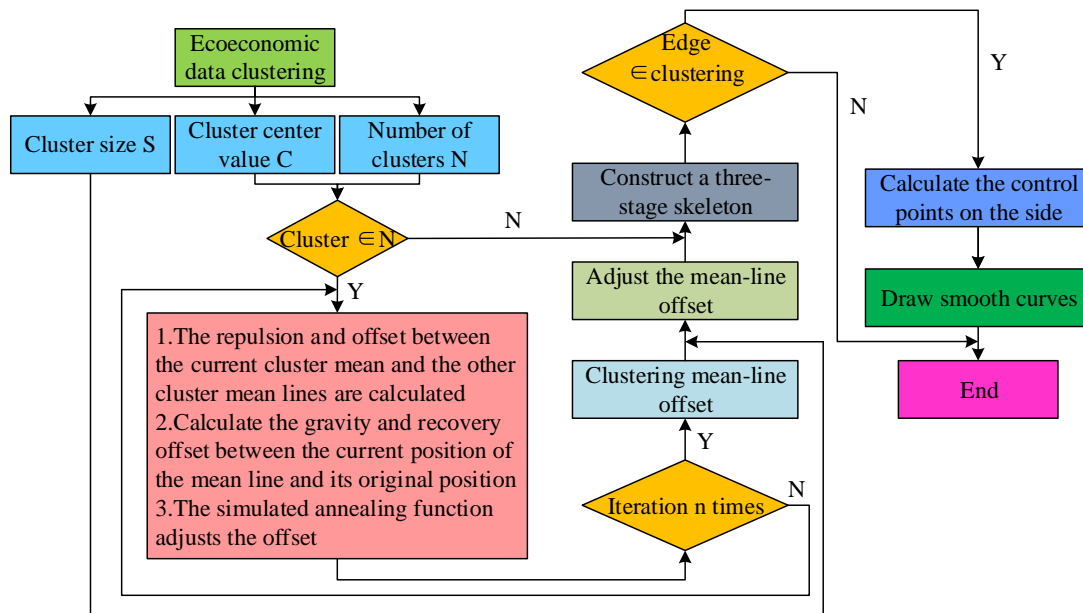 Ecoeconomic
data clustering
Cluster size S
Cluster center
value C
Number of
clusters N
Cluster ∈ N
N
Y
1.The repulsion and offset between
the current cluster mean and the other
cluster mean lines are calculated
2.Calculate the gravity and recovery
offset between the current position of
the mean line and its original position
3.The simulated annealing function
adjusts the offset
Iteration n times
N
Y
Clustering mean-line
offset
Adjust the mean-line
offset
Construct a three-
stage skeleton
Edge
∈ clustering
Y
N
Calculate the control
points on the side
Draw smooth curves
End